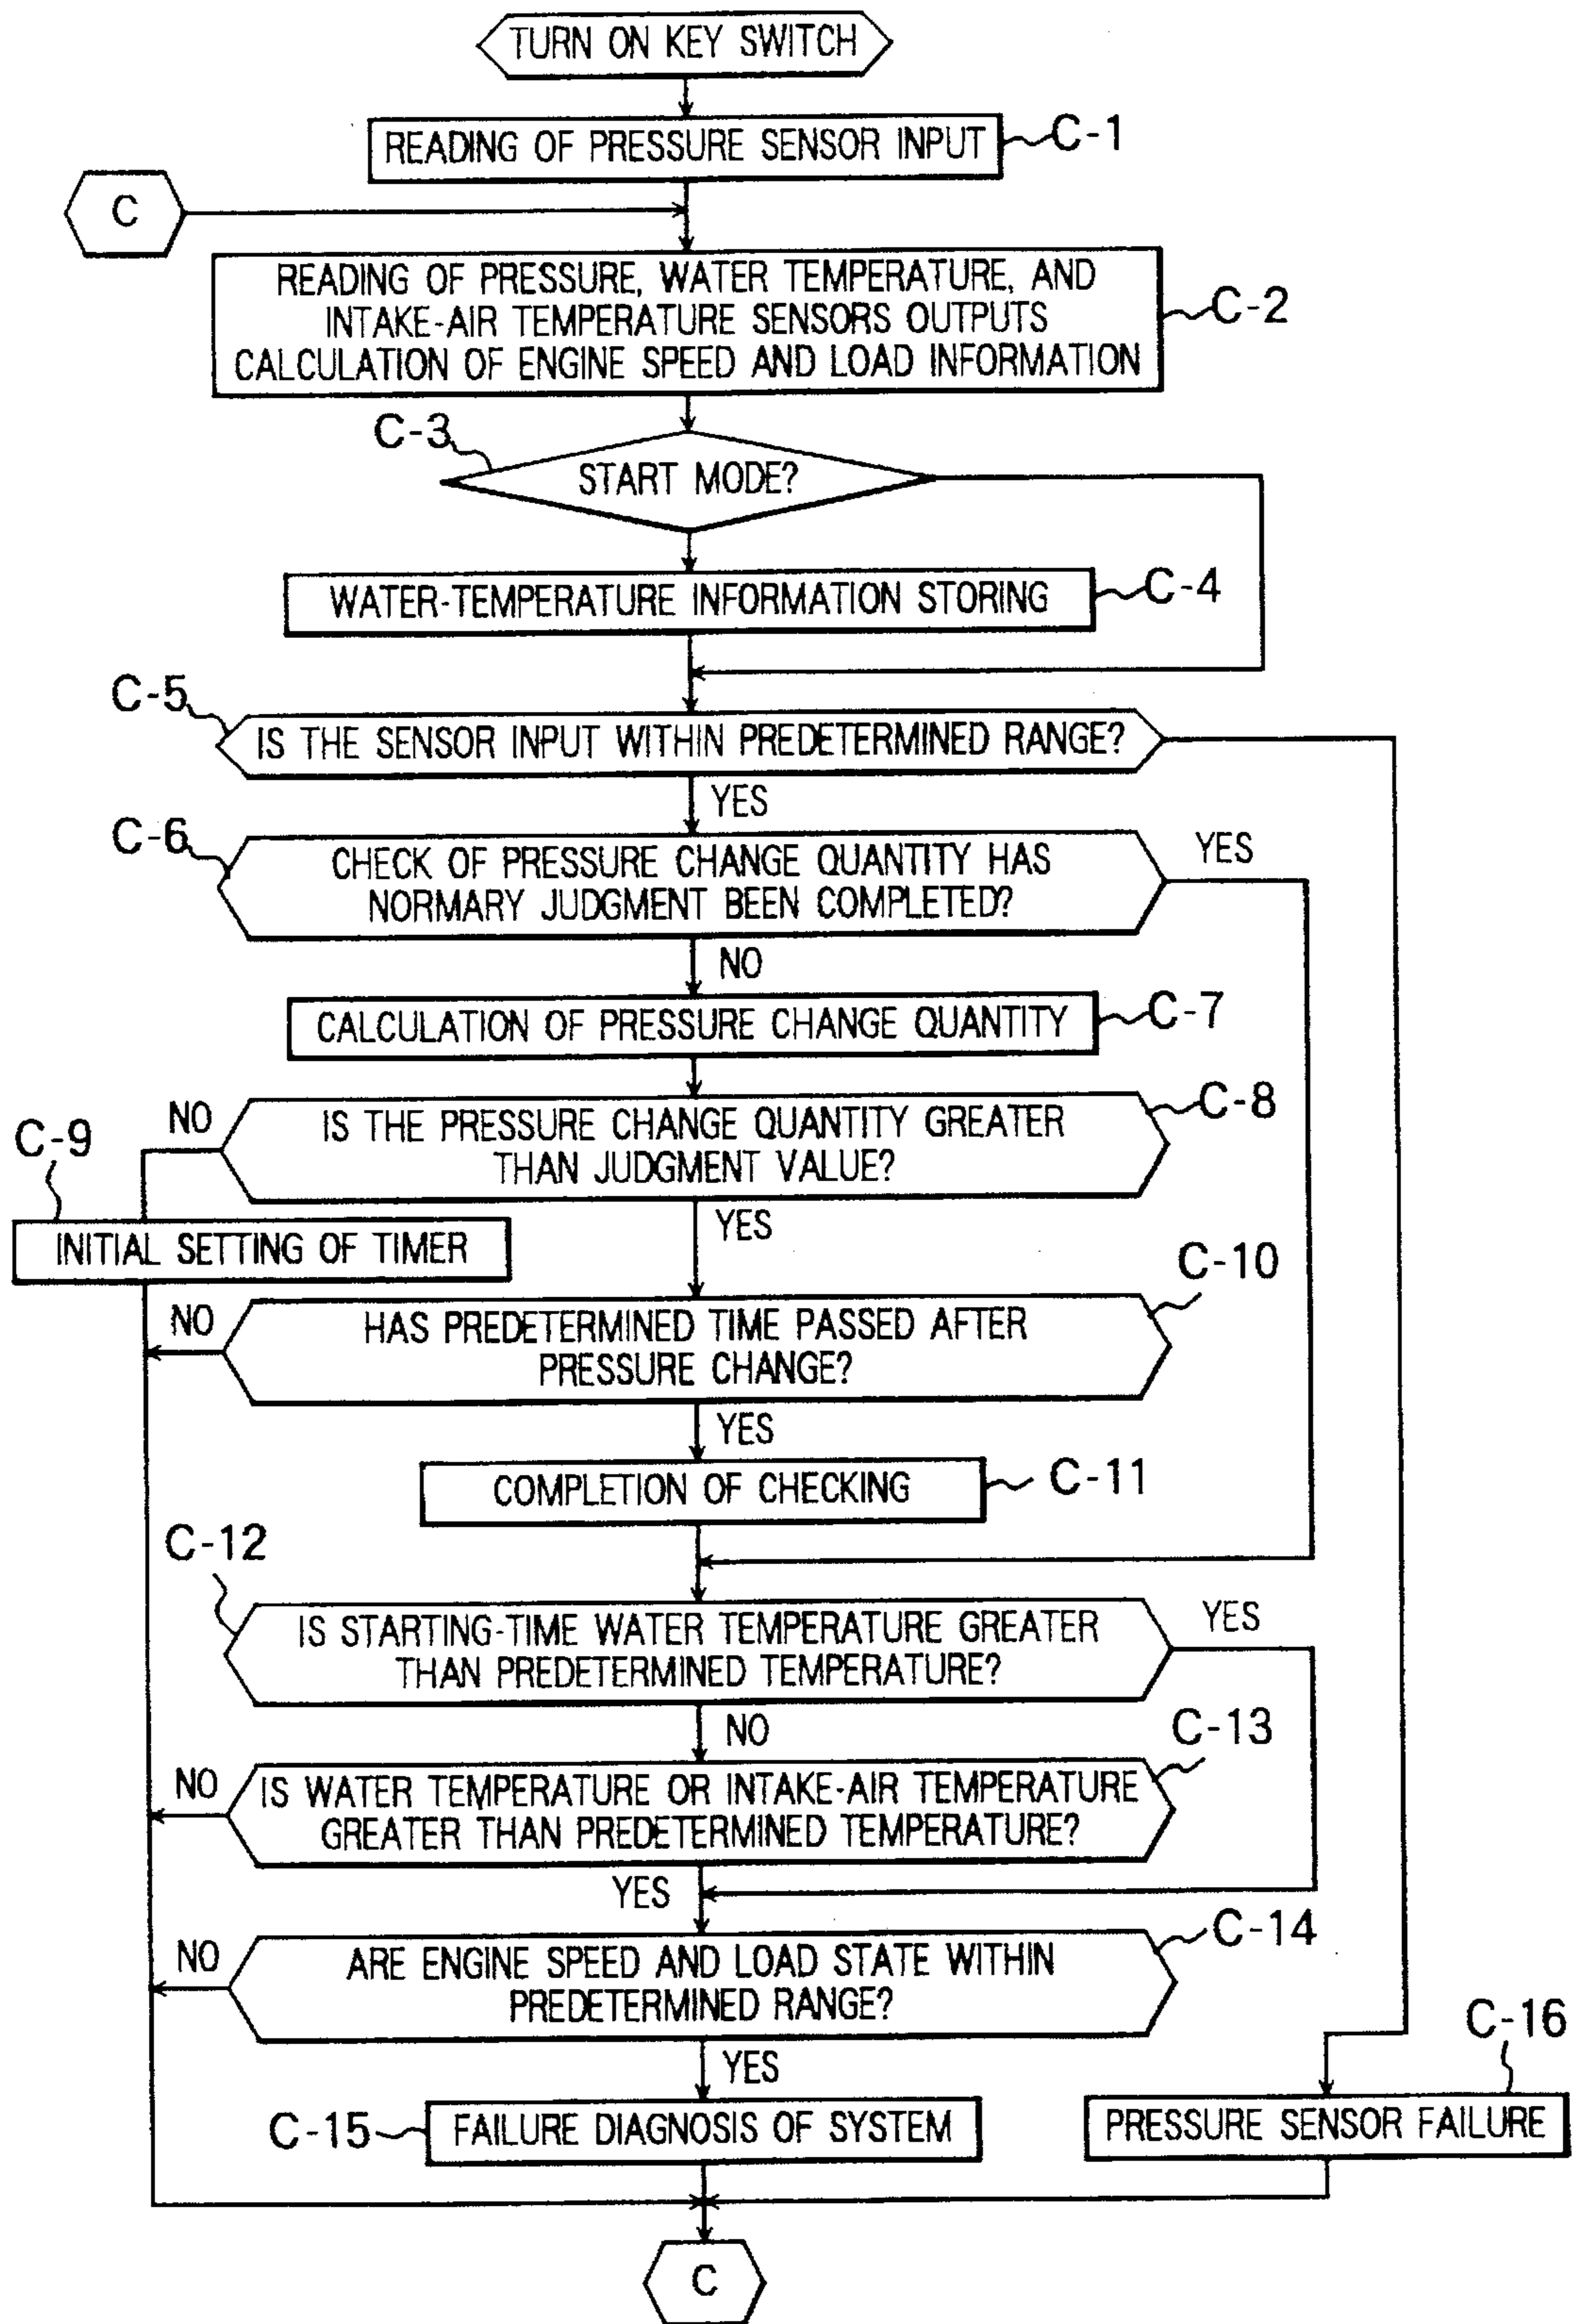 TURN ON KEY SWITCH
READING OF PRESSURE SENSOR INPUT
C-1
C
READING OF PRESSURE, WATER TEMPERATURE, AND
INTAKE-AIR TEMPERATURE SENSORS OUTPUTS
CALCULATION OF ENGINE SPEED AND LOAD INFORMATION
C-2
C-3
START MODE?
WATER-TEMPERATURE INFORMATION STORING
C-4
C-5
IS THE SENSOR INPUT WITHIN PREDETERMINED RANGE?
YES
C-6
CHECK OF PRESSURE CHANGE QUANTITY HAS
NORMARY JUDGMENT BEEN COMPLETED?
YES
NO
CALCULATION OF PRESSURE CHANGE QUANTITY
C-7
NO
IS THE PRESSURE CHANGE QUANTITY GREATER
THAN JUDGMENT VALUE?
C-8
C-9
YES
INITIAL SETTING OF TIMER
C-10
NO
HAS PREDETERMINED TIME PASSED AFTER
PRESSURE CHANGE?
YES
COMPLETION OF CHECKING
C-11
C-12
IS STARTING-TIME WATER TEMPERATURE GREATER
THAN PREDETERMINED TEMPERATURE?
YES
NO
C-13
NO
IS WATER TEMPERATURE OR INTAKE-AIR TEMPERATURE
GREATER THAN PREDETERMINED TEMPERATURE?
YES
C-14
NO
ARE ENGINE SPEED AND LOAD STATE WITHIN
PREDETERMINED RANGE?
YES
C-16
C-15
FAILURE DIAGNOSIS OF SYSTEM
PRESSURE SENSOR FAILURE
C